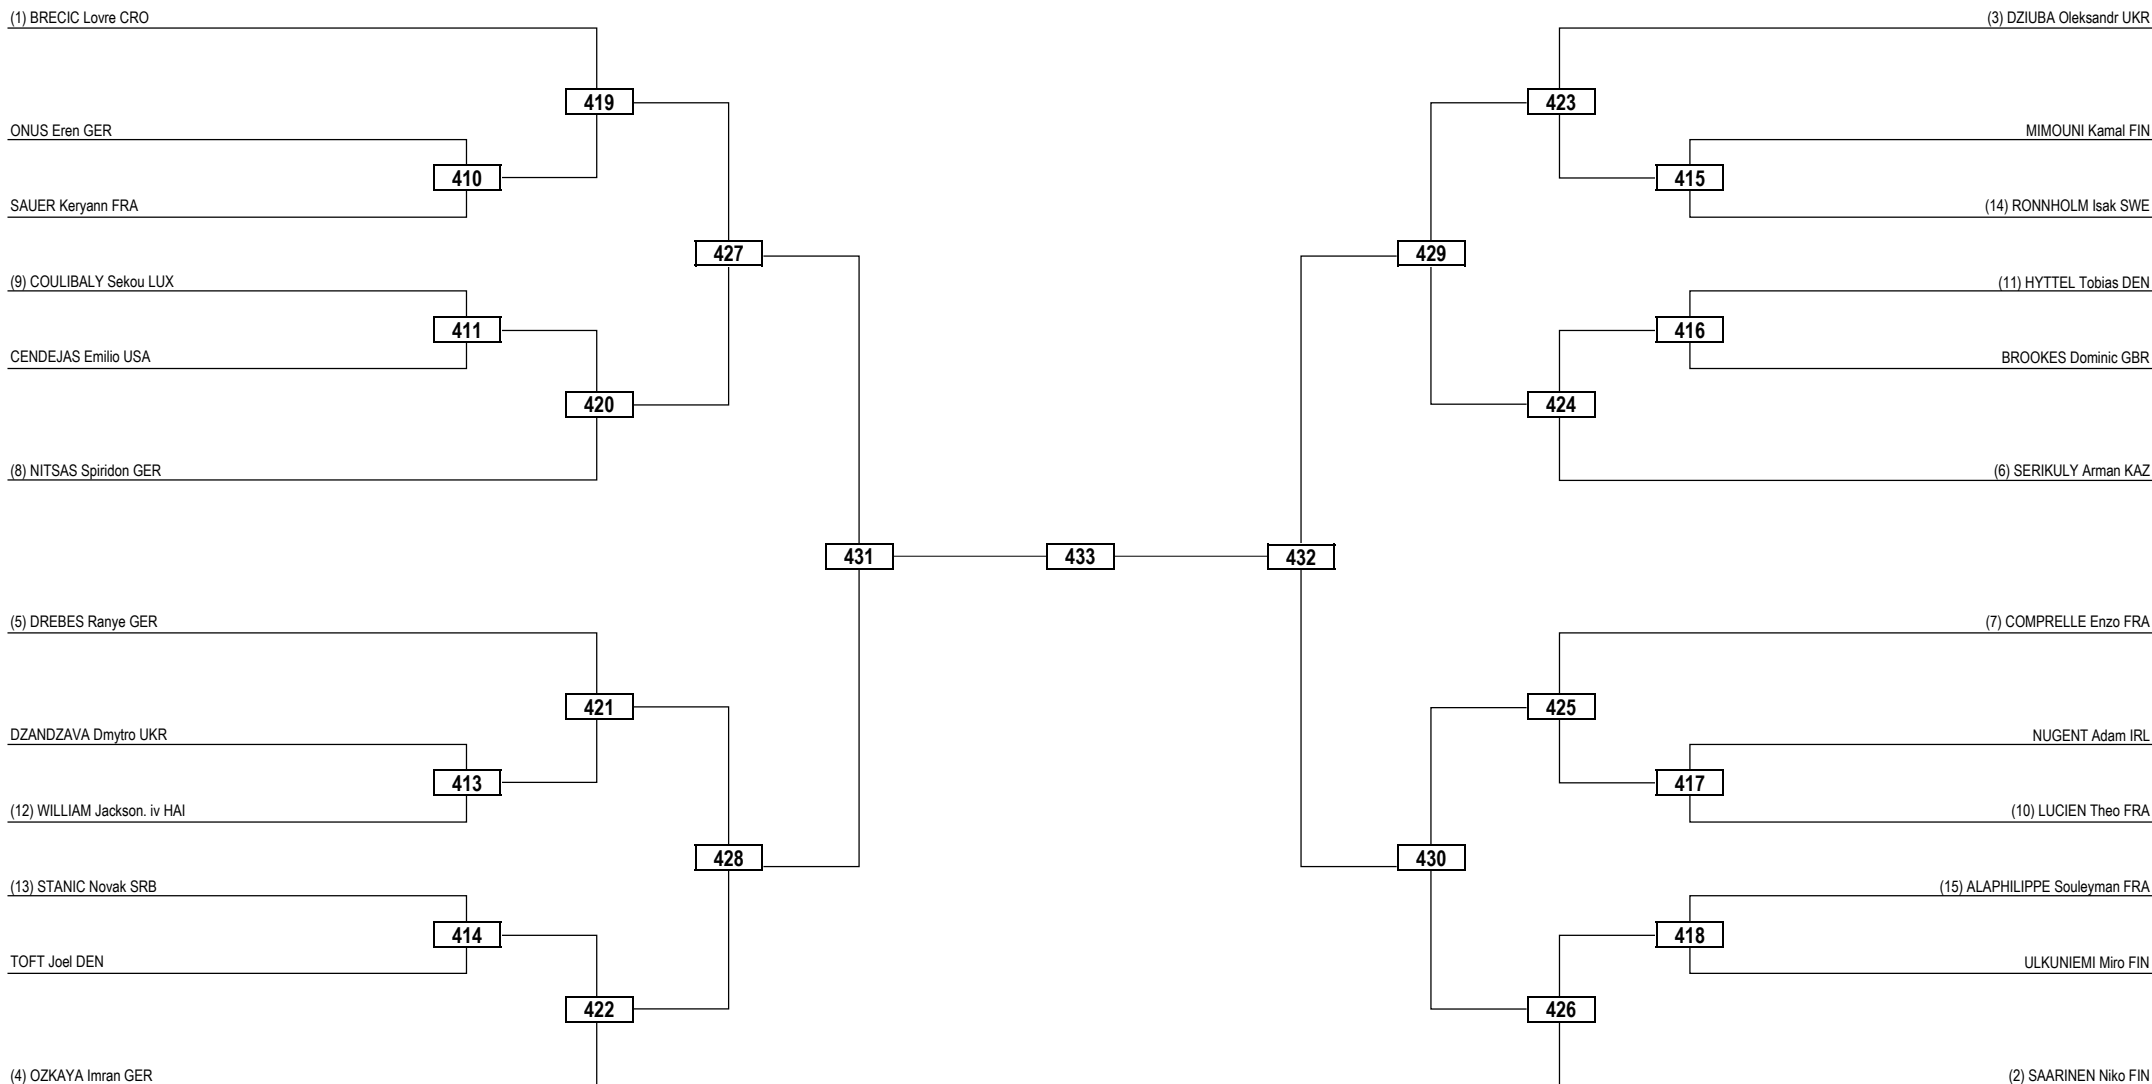 (1) BRECIC Lovre CRO
419
ONUS Eren GER
410
SAUER Keryann FRA
427
(9) COULIBALY Sekou LUX
411
CENDEJAS Emilio USA
420
(8) NITSAS Spiridon GER
431
(5) DREBES Ranye GER
421
DZANDZAVA Dmytro UKR
413
(12) WILLIAM Jackson. iv HAI
428
(13) STANIC Novak SRB
414
TOFT Joel DEN
422
(4) OZKAYA Imran GER
433
(3) DZIUBA Oleksandr UKR
423
MIMOUNI Kamal FIN
415
(14) RONNHOLM Isak SWE
429
(11) HYTTEL Tobias DEN
416
BROOKES Dominic GBR
424
(6) SERIKULY Arman KAZ
432
(7) COMPRELLE Enzo FRA
425
NUGENT Adam IRL
417
(10) LUCIEN Theo FRA
430
(15) ALAPHILIPPE Souleyman FRA
418
ULKUNIEMI Miro FIN
426
(2) SAARINEN Niko FIN